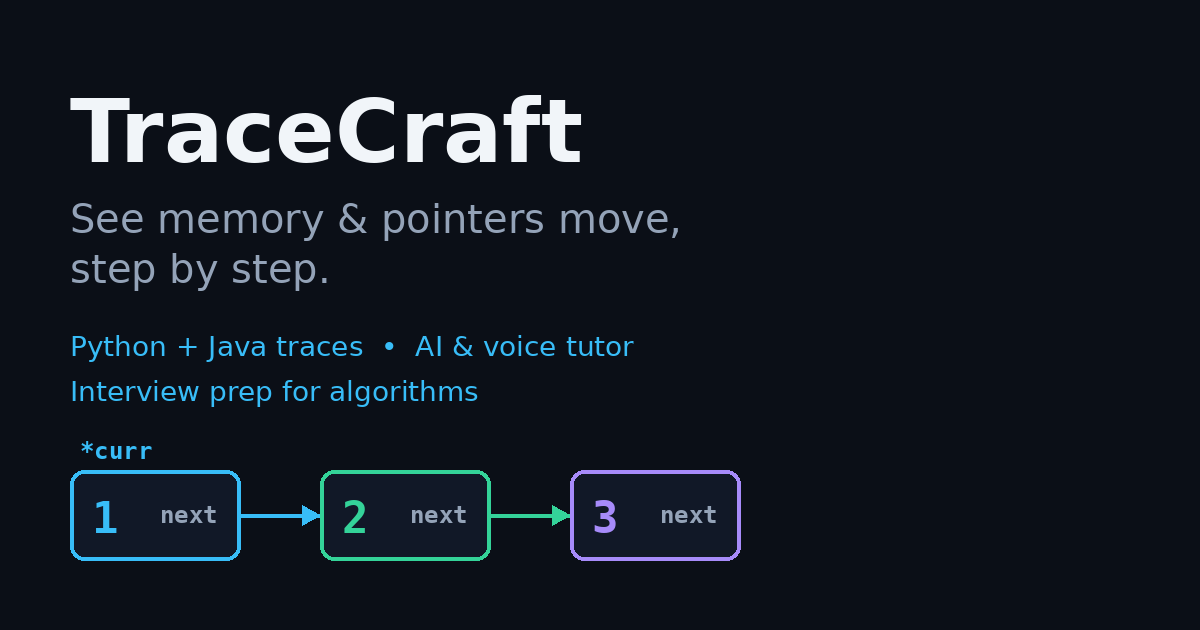 TraceCraft
See memory & pointers move,
step by step.
Python + Java traces • AI & voice tutor
Interview prep for algorithms
*curr
1 next 2 next 3 next